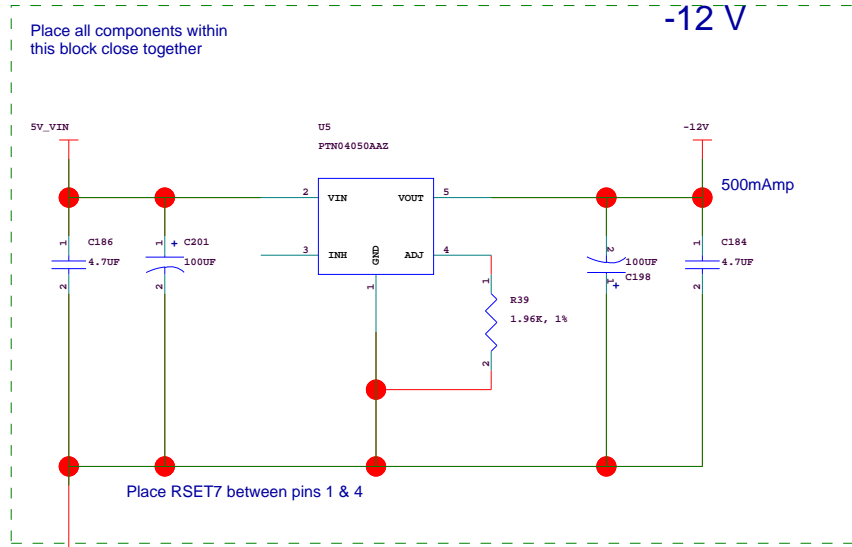 -12 V
Place all components within
this block close together
5V_VIN
U5
PTN04050AAZ
-12V
500mAmp
2
VIN
VOUT
5
1
C186
4.7UF
2
1
+
C201
100UF
2
3
INH
GND
ADJ
4
1
1
R39
1.96K, 1%
2
2
100UF
C198
1
+
1
C184
4.7UF
2
Place RSET7 between pins 1 & 4